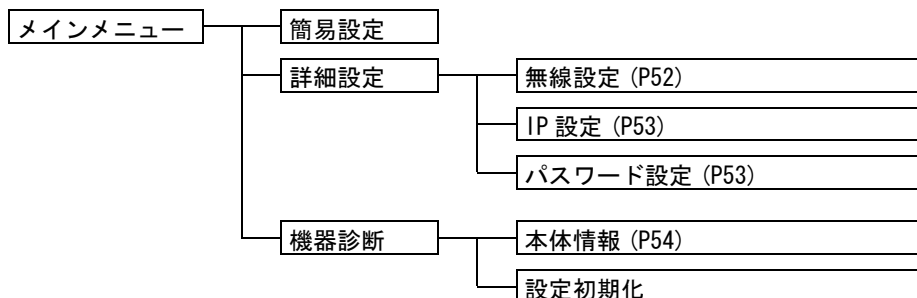 メインメニュー
簡易設定
詳細設定
無線設定 (P52)
IP 設定 (P53)
パスワード設定 (P53)
機器診断
本体情報 (P54)
設定初期化